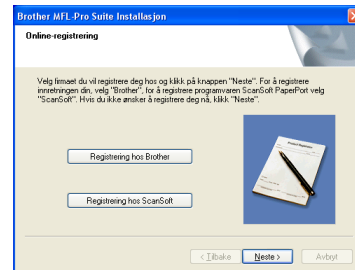 Brother MFL-Pro Suite Installasjon
Online-registrering
Velg firmaet du vil registrere deg hos og klikk på knappen "Neste". For å registrere
innretningen din, velg "Brother", for å registrere programvaren ScanSoft PaperPort velg
"ScanSoft". Hvis du ikke ønsker å registrere deg nå, klikk "Neste".
Registrering hos Brother
Registrering hos ScanSoft
< Tilbake
Neste >
Avbryt